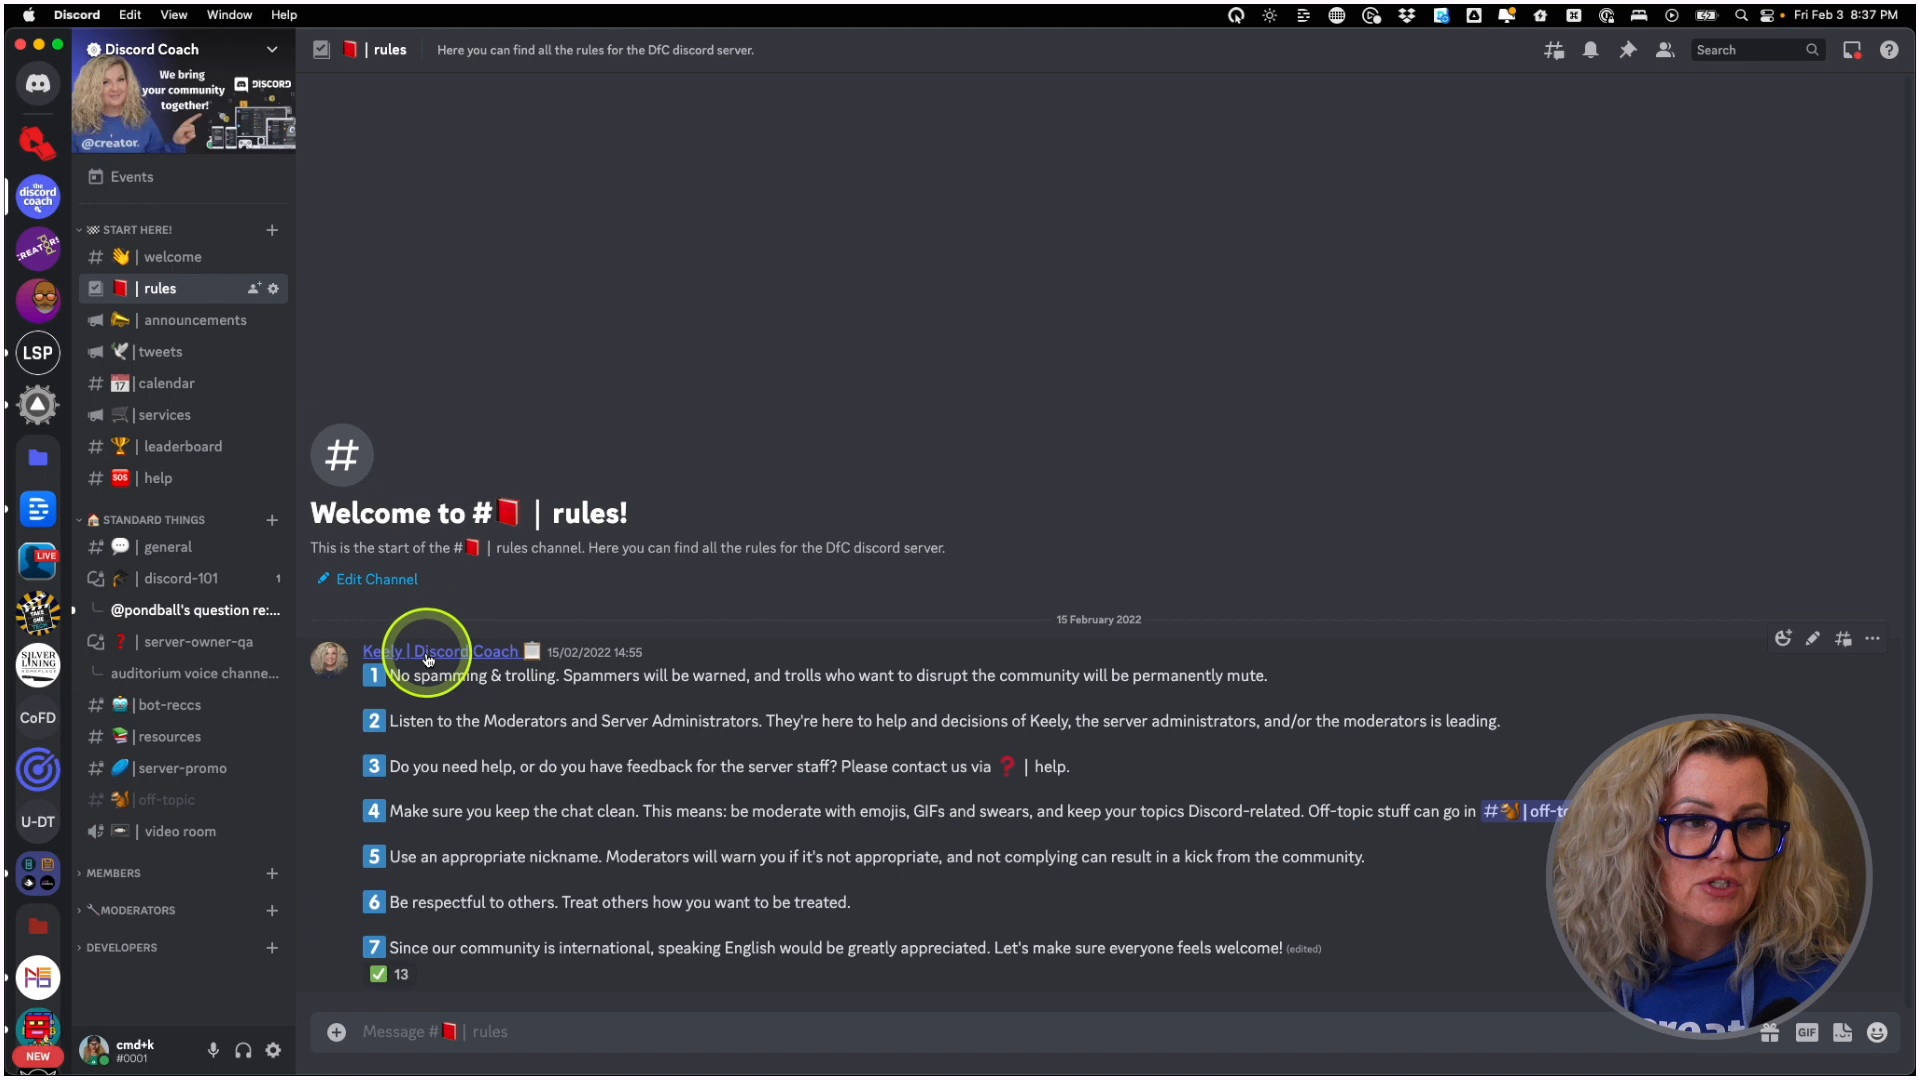 Discord Edit View Window Help
Fri Feb 3 8:37 PM
Discord Coach
We bring
your community
together!
DISCORD
@creator.
Events
START HERE!
welcome
rules
announcements
tweets
17 calendar
services
leaderboard
SOS help
STANDARD THINGS
general
discord-101 1
@pondball's question re:...
server-owner-qa
auditorium voice channe...
bot-reccs
resources
server-promo
off-topic
video room
MEMBERS
MODERATORS
DEVELOPERS
cmd+k
#0001
the
discord
coach
CREATORS
LSP
LIVE
TAKE ONE
TECH
SILVER
LINING
CoFD
U-DT
NEW
| rules Here you can find all the rules for the DfC discord server.
Search
#
Welcome to # | rules!
This is the start of the # | rules channel. Here you can find all the rules for the DfC discord server.
Edit Channel
15 February 2022
Keely | Discord Coach 15/02/2022 14:55
1 No spamming & trolling. Spammers will be warned, and trolls who want to disrupt the community will be permanently mute.
2 Listen to the Moderators and Server Administrators. They're here to help and decisions of Keely, the server administrators, and/or the moderators is leading.
3 Do you need help, or do you have feedback for the server staff? Please contact us via ❓ | help.
4 Make sure you keep the chat clean. This means: be moderate with emojis, GIFs and swears, and keep your topics Discord-related. Off-topic stuff can go in # | off-to
5 Use an appropriate nickname. Moderators will warn you if it's not appropriate, and not complying can result in a kick from the community.
6 Be respectful to others. Treat others how you want to be treated.
7 Since our community is international, speaking English would be greatly appreciated. Let's make sure everyone feels welcome! (edited)
13
Message # | rules
GIF